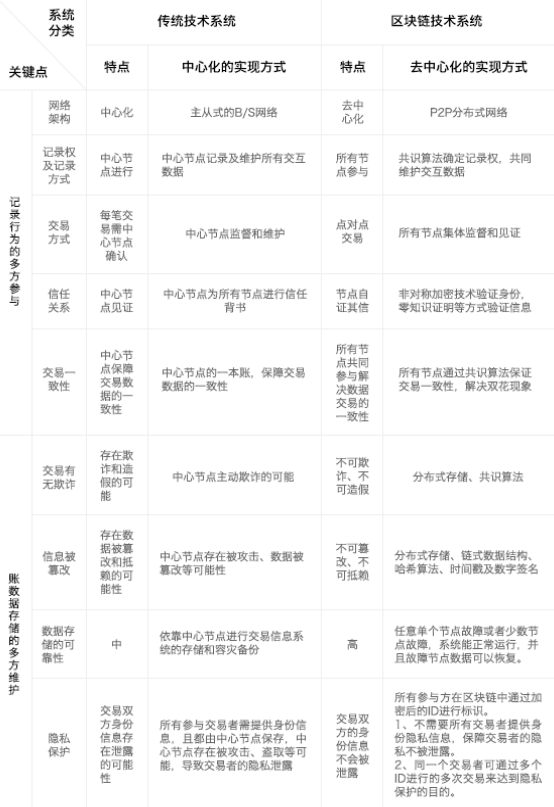 系统
分类
关键点
传统技术系统
区块链技术系统
特点
中心化的实现方式
特点
去中心化的实现方式
记录行为的多方参与
网络
架构
中心化
主从式的B/S网络
去中
心化
P2P分布式网络
记录权
及记录
方式
中心节
点进行
中心节点记录及维护所有交互
数据
所有节
点参与
共识算法确定记录权，共同
维护交互数据
交易
方式
每笔交
易需中
心节点
确认
中心节点监督和维护
点对点
交易
所有节点集体监督和见证
信任
关系
中心节
点见证
中心节点为所有节点进行信任
背书
节点自
证其信
非对称加密技术验证身份，
零知识证明等方式验证信息
交易一
致性
中心节
点保障
交易数
据的一
致性
中心节点的一本账，保障交易
数据的一致性
所有节
点共同
参与解
决数据
交易的
一致性
所有节点通过共识算法保证
交易一致性，解决双花现象
账数据存储的多方维护
交易有
无欺诈
存在欺
诈和造
假的可
能
中心节点主动欺诈的可能
不可欺
诈、不
可造假
分布式存储、共识算法
信息被
篡改
存在数
据被篡
改和抵
赖的可
能性
中心节点存在被攻击、数据被
篡改等可能性
不可篡
改、不
可抵赖
分布式存储、链式数据结构、
哈希算法、时间戳及数字签名
数据存
储的可
靠性
中
依靠中心节点进行交易信息系
统的存储和容灾备份
高
任意单个节点故障或者少数节
点故障，系统能正常运行，并
且故障节点数据可以恢复。
隐私
保护
交易双
方身份
信息存
在泄露
的可能
性
所有参与交易者需提供身份信
息，且都由中心节点保存，中
心节点存在被攻击、盗取等可
能，导致交易者的隐私泄露
交易双
方的身
份信息
不会被
泄露
所有参与方在区块链中通过加
密后的ID进行标识。
1、不需要所有交易者提供身
份隐私信息，保障交易者的隐
私不被泄露。
2、同一个交易者可通过多个
ID进行的多次交易来达到隐私
保护的目的。